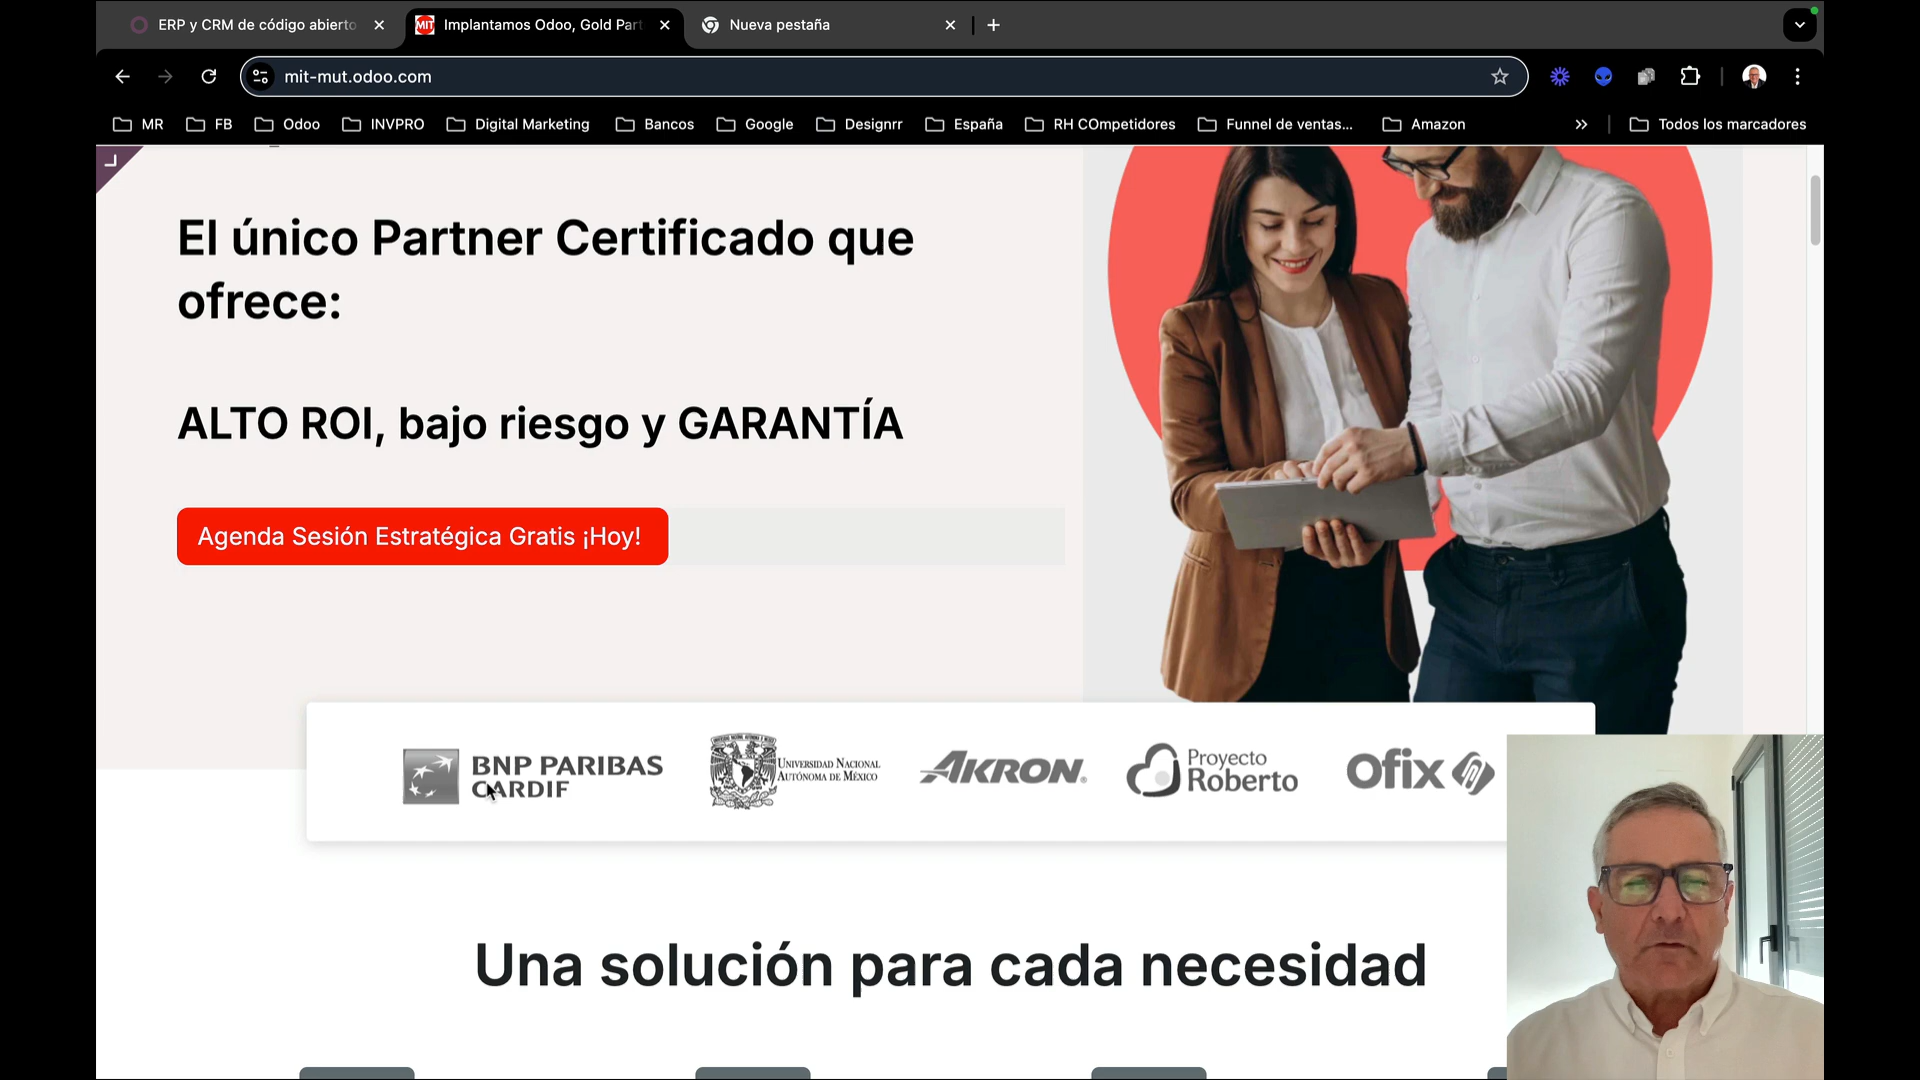 ERP y CRM de código abierto
Implantamos Odoo, Gold Part
Nueva pestaña
mit-mut.odoo.com
MR
FB
Odoo
INVPRO
Digital Marketing
Bancos
Google
Designrr
España
RH COmpetidores
Funnel de ventas...
Amazon
Todos los marcadores
El único Partner Certificado que
ofrece:
ALTO ROI, bajo riesgo y GARANTÍA
Agenda Sesión Estratégica Gratis ¡Hoy!
BNP PARIBAS
CARDIF
UNIVERSIDAD NACIONAL
AUTÓNOMA DE MÉXICO
AKRON
Proyecto
Roberto
Ofix
Una solución para cada necesidad